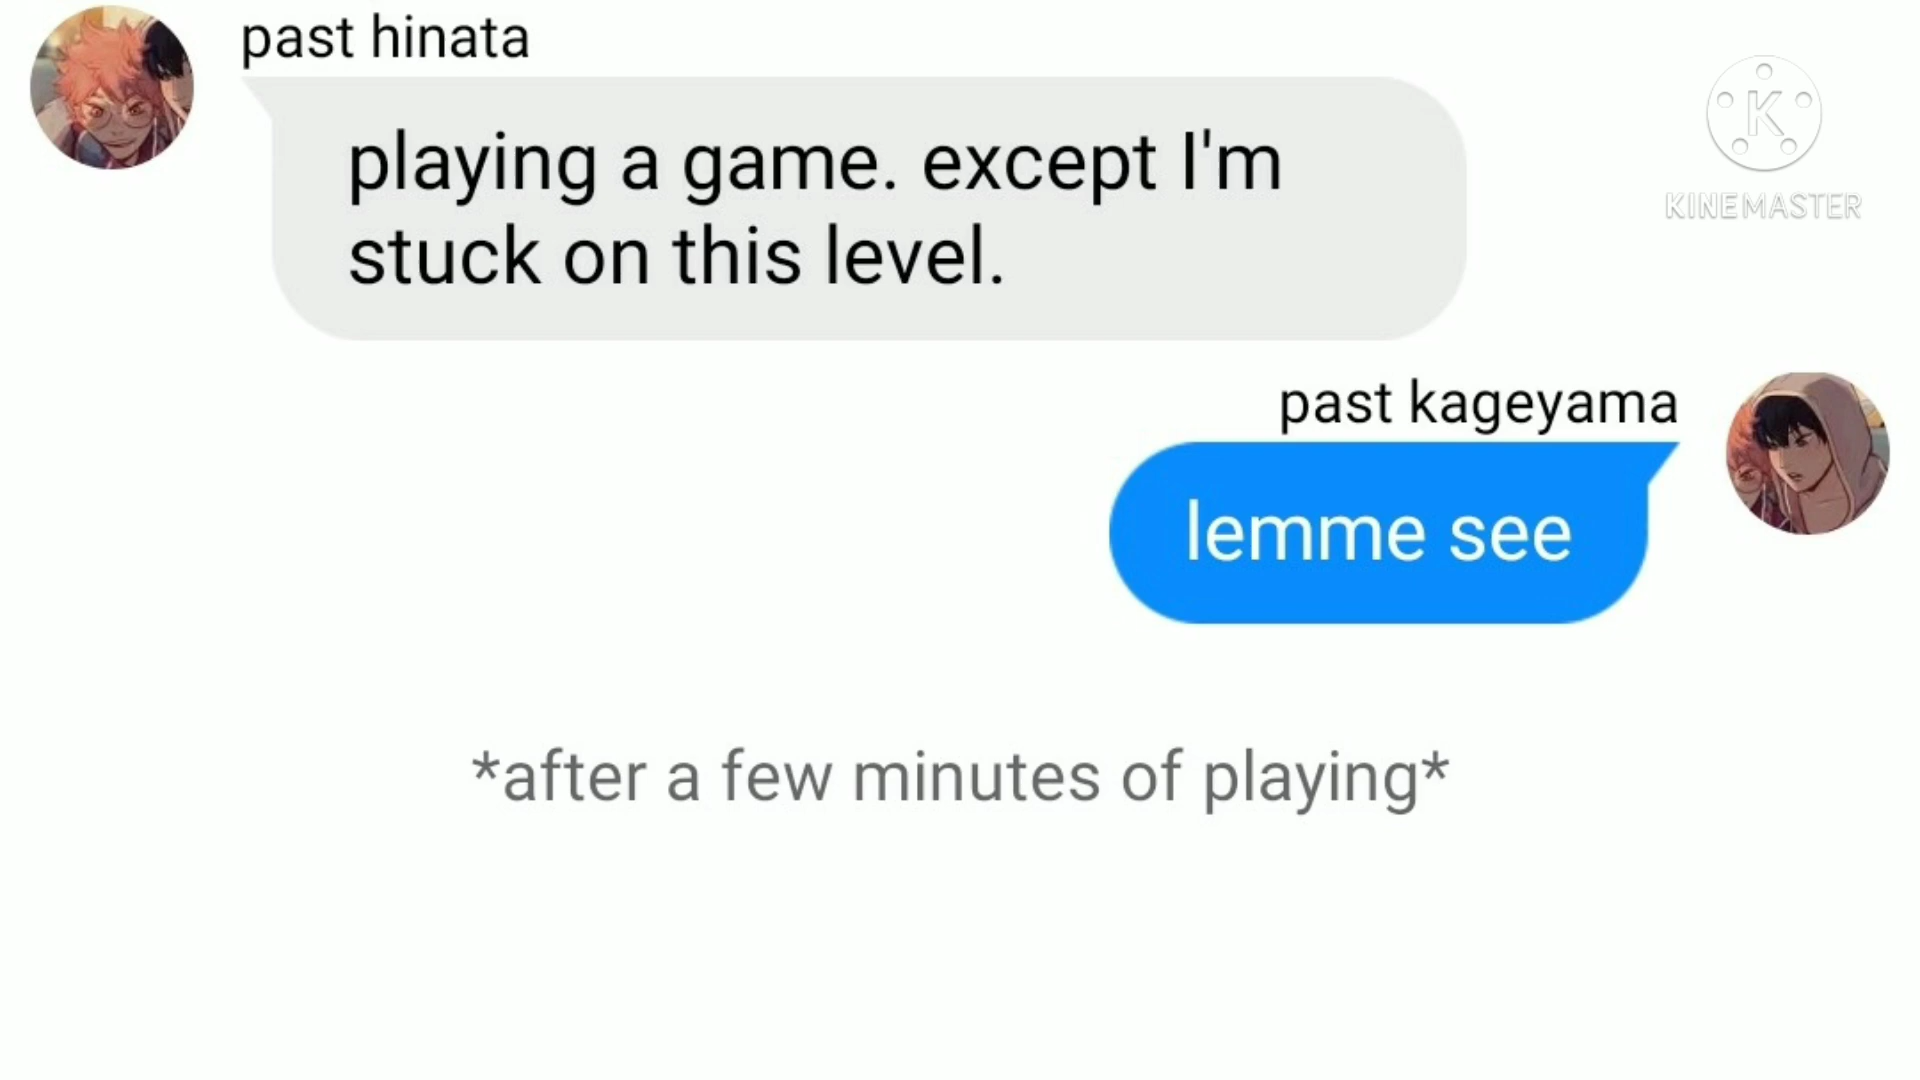 past hinata
playing a game. except I'm
stuck on this level.
K
KINEMASTER
past kageyama
lemme see
*after a few minutes of playing*